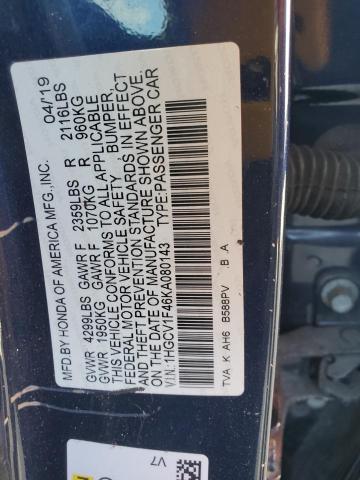 MFD BY HONDA OF AMERICA MFG., INC. 04/19
GVWR 4299LBS GAWR F 2359LBS R 2116LBS
GVWR 1950KG GAWR F 1070KG R 960KG
THIS VEHICLE CONFORMS TO ALL APPLICABLE
FEDERAL MOTOR VEHICLE SAFETY, BUMPER,
AND THEFT PREVENTION STANDARDS IN EFFECT
ON THE DATE OF MANUFACTURE SHOWN ABOVE.
VIN: 1HGCV1F46KA080143 TYPE: PASSENGER CAR
TVA K AH6 B588PV B A
V7